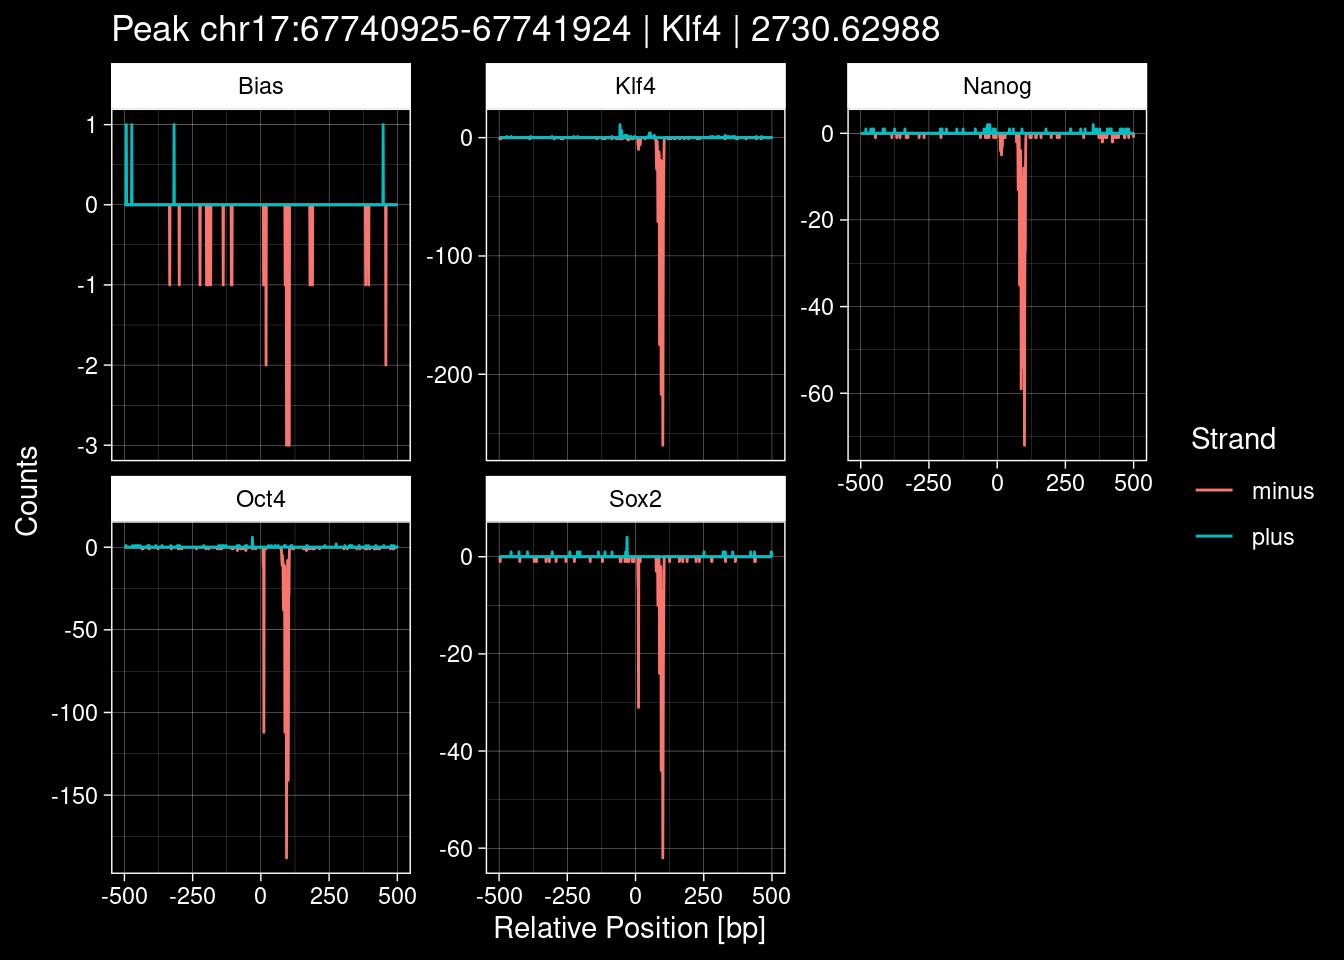 Peak chr17:67740925-67741924 | Klf4 | 2730.62988
Bias
Klf4
Nanog
1
0
-1
-2
-3
0
-100
-200
0
-20
-40
-60
-500 -250 0 250 500
Oct4
Sox2
0
-50
-100
-150
0
-20
-40
-60
-500 -250 0 250 500
-500 -250 0 250 500
Relative Position [bp]
Counts
Strand
minus
plus